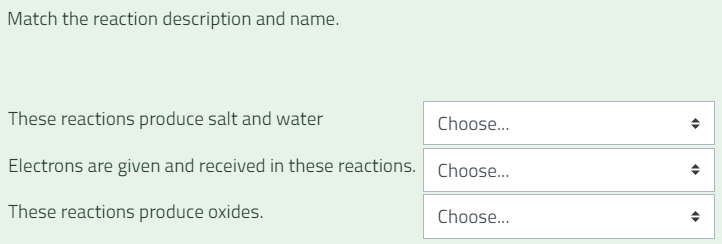 Match the reaction description and name.
These reactions produce salt and water
Choose...
Electrons are given and received in these reactions.
Choose...
These reactions produce oxides.
Choose...